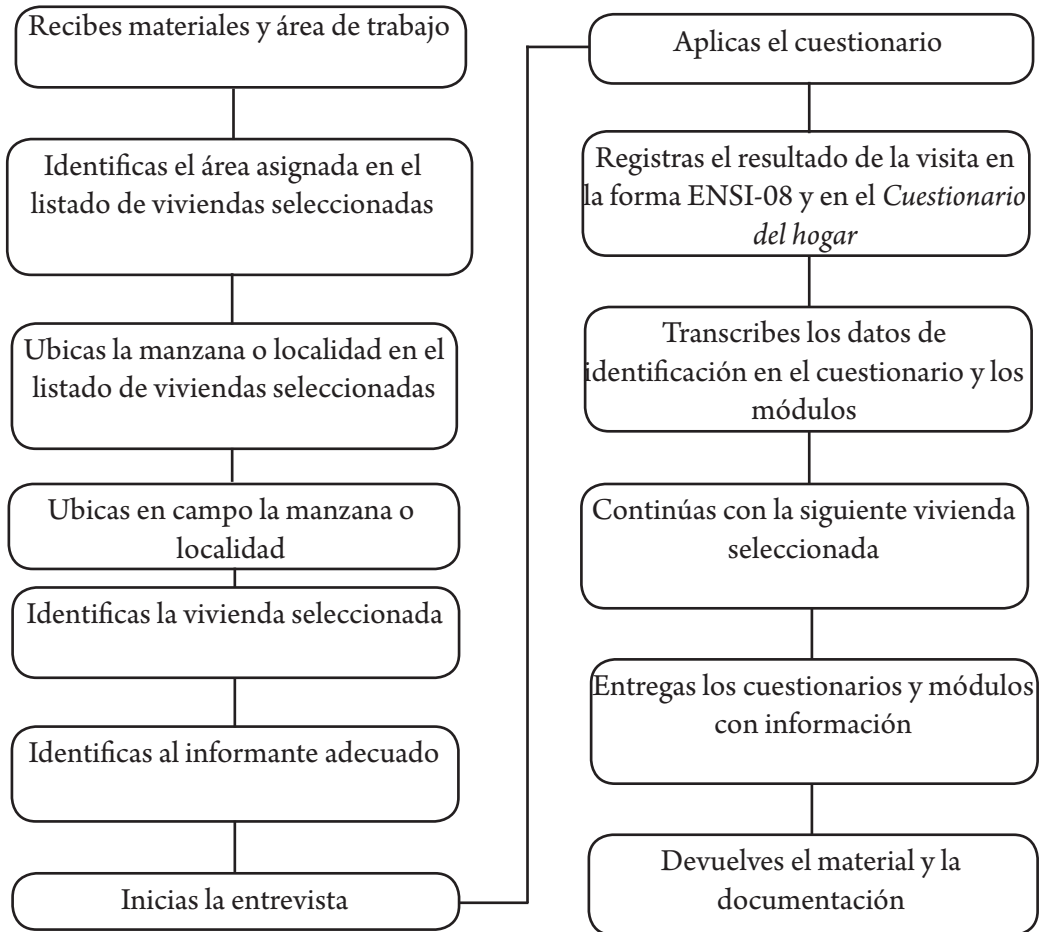 Recibes materiales y área de trabajo
Identificas el área asignada en el
listado de viviendas seleccionadas
Ubicas la manzana o localidad en el
listado de viviendas seleccionadas
Ubicas en campo la manzana o
localidad
Identificas la vivienda seleccionada
Identificas al informante adecuado
Inicias la entrevista
Aplicas el cuestionario
Registras el resultado de la visita en
la forma ENSI-08 y en el Cuestionario
del hogar
Transcribes los datos de
identificación en el cuestionario y los
módulos
Continúas con la siguiente vivienda
seleccionada
Entregas los cuestionarios y módulos
con información
Devuelves el material y la
documentación